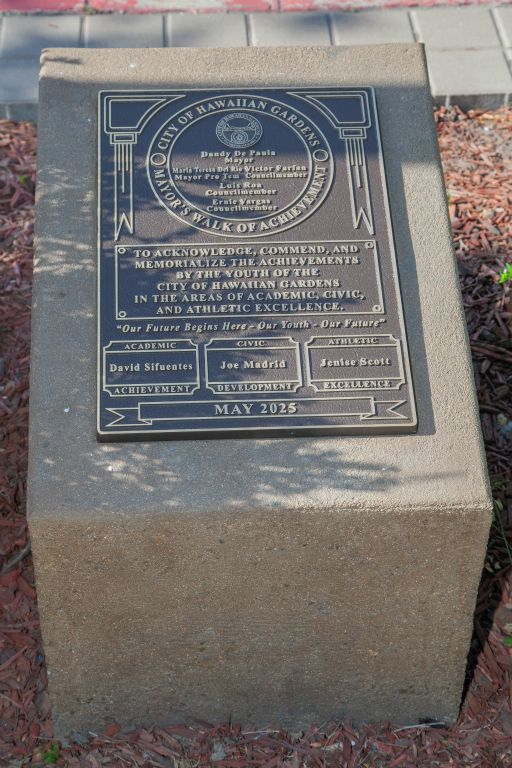 CITY OF HAWAIIAN GARDENS
Dandy De Paula
Mayor
Maria Teresa Del Rio Victor Farfan
Mayor Pro Tem Councilmember
Luis Roa
Councilmember
Ernie Vargas
Councilmember
MAYOR'S WALK OF ACHIEVEMENT
TO ACKNOWLEDGE, COMMEND, AND
MEMORIALIZE THE ACHIEVEMENTS
BY THE YOUTH OF THE
CITY OF HAWAIIAN GARDENS
IN THE AREAS OF ACADEMIC, CIVIC,
AND ATHLETIC EXCELLENCE.
"Our Future Begins Here - Our Youth - Our Future"
ACADEMIC
David Sifuentes
ACHIEVEMENT
CIVIC
Joe Madrid
DEVELOPMENT
ATHLETIC
Jenise Scott
EXCELLENCE
MAY 2025